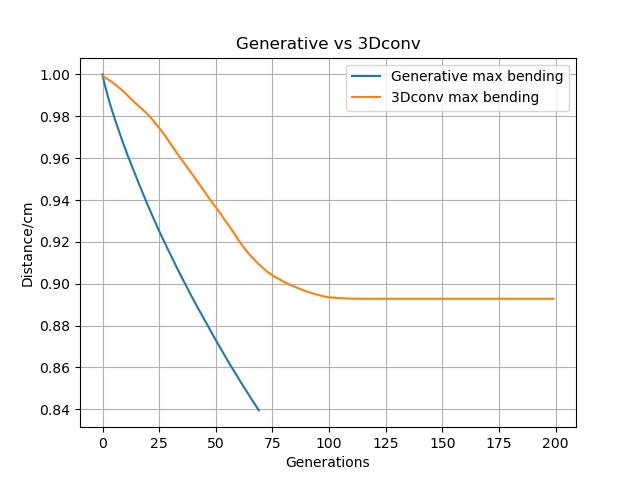 Generative vs 3Dconv
Generative max bending
3Dconv max bending
1.00
0.98
0.96
0.94
0.92
0.90
0.88
0.86
0.84
Distance/cm
0 25 50 75 100 125 150 175 200
Generations